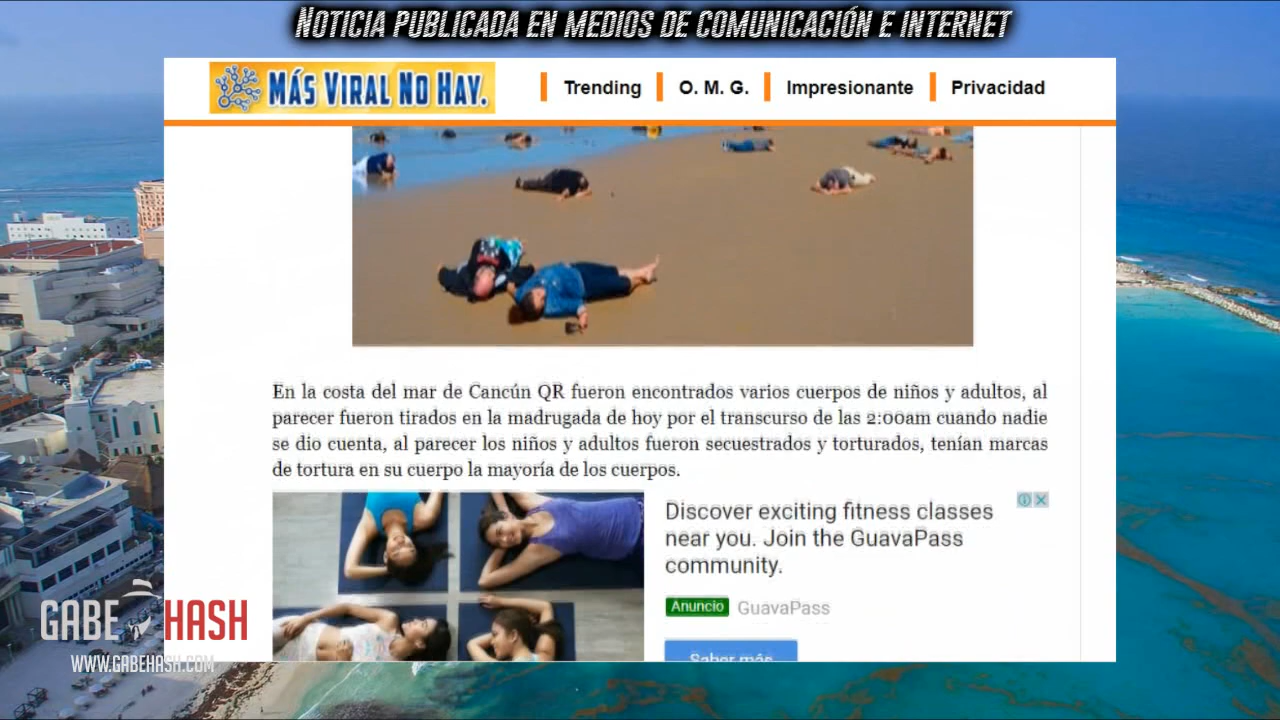 NOTICIA PUBLICADA EN MEDIOS DE COMUNICACIÓN E INTERNET
MÁS VIRAL NO HAY.
Trending
O. M. G.
Impresionante
Privacidad
En la costa del mar de Cancún QR fueron encontrados varios cuerpos de niños y adultos, al
parecer fueron tirados en la madrugada de hoy por el transcurso de las 2:00am cuando nadie
se dio cuenta, al parecer los niños y adultos fueron secuestrados y torturados, tenían marcas
de tortura en su cuerpo la mayoría de los cuerpos.
Discover exciting fitness classes
near you. Join the GuavaPass
community.
Anuncio GuavaPass
Saber más
GABE HASH
WWW.GABEHASH.COM